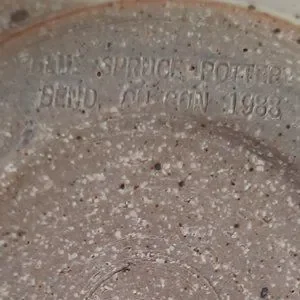 BLUE SPRUCE POTTERY
BEND, OREGON 1983